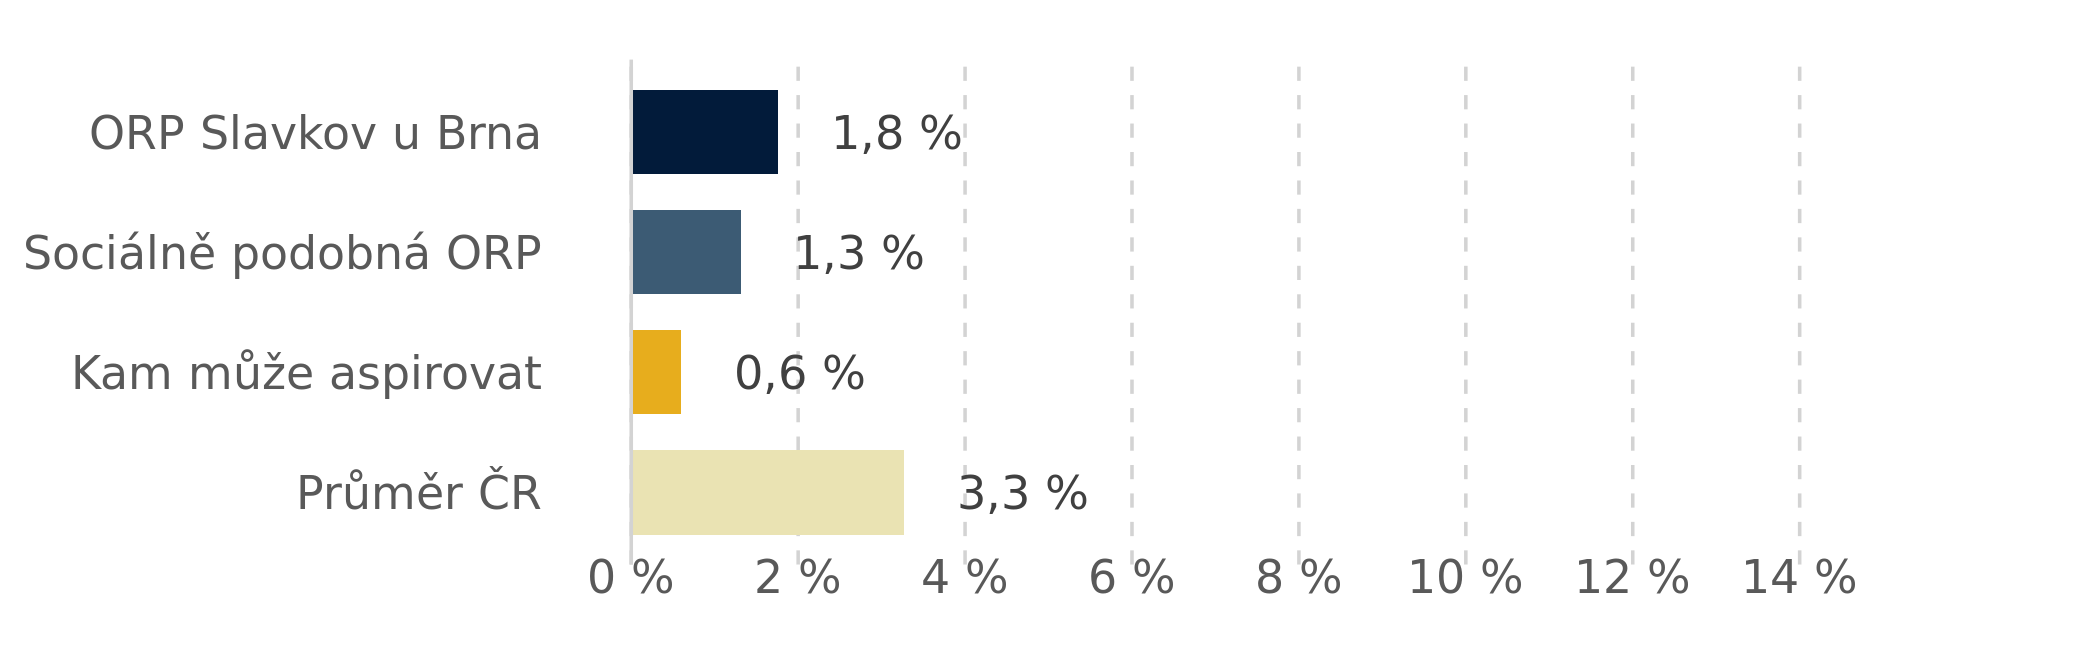 ORP Slavkov u Brna 1,8 %
Sociálně podobná ORP 1,3 %
Kam může aspirovat 0,6 %
Průměr ČR 3,3 %
0 % 2 % 4 % 6 % 8 % 10 % 12 % 14 %